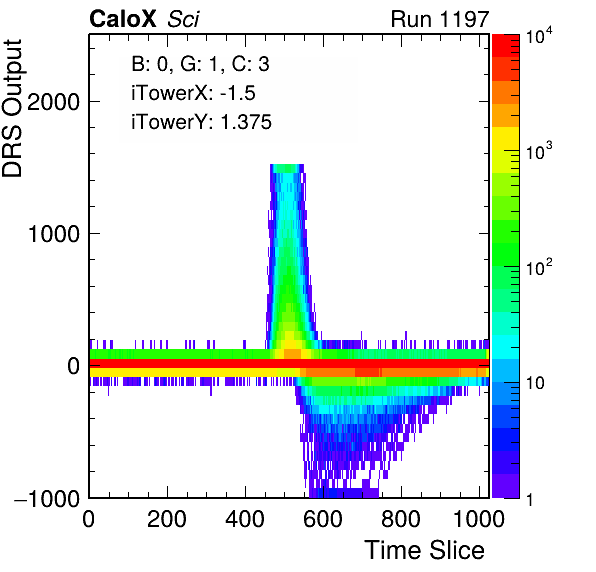 CaloX Sci Run 1197
B: 0, G: 1, C: 3
iTowerX: -1.5
iTowerY: 1.375
DRS Output
2000
1000
0
−1000
0 200 400 600 800 1000
Time Slice
10^4
10^3
10^2
10
1